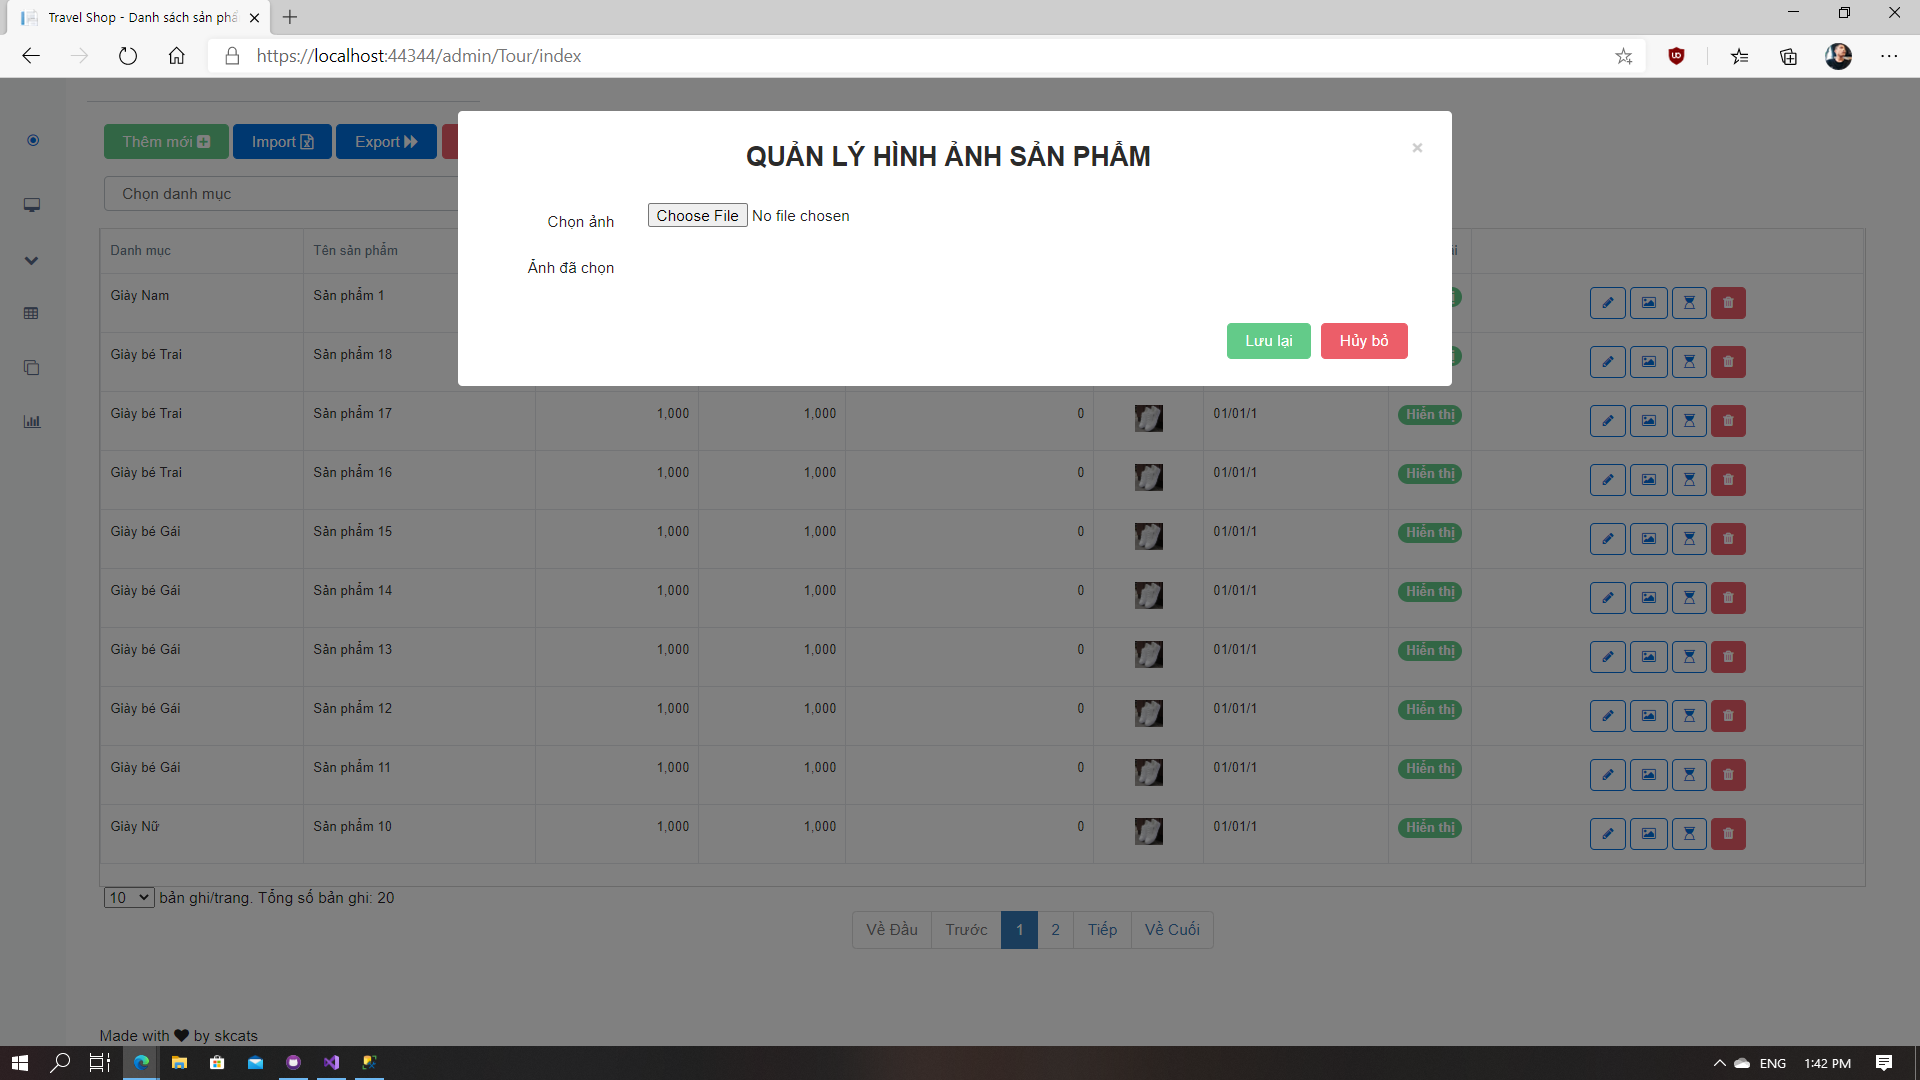 Travel Shop - Danh sách sản phẩ
https://localhost:44344/admin/Tour/index
Thêm mới
Import
Export
Chọn danh mục
QUẢN LÝ HÌNH ẢNH SẢN PHẨM
×
Chọn ảnh
Choose File No file chosen
Ảnh đã chọn
Lưu lại
Hủy bỏ
Danh mục Tên sản phẩm
Giày Nam Sản phẩm 1
Giày bé Trai Sản phẩm 18
Giày bé Trai Sản phẩm 17 1,000 1,000 0 01/01/1 Hiển thị
Giày bé Trai Sản phẩm 16 1,000 1,000 0 01/01/1 Hiển thị
Giày bé Gái Sản phẩm 15 1,000 1,000 0 01/01/1 Hiển thị
Giày bé Gái Sản phẩm 14 1,000 1,000 0 01/01/1 Hiển thị
Giày bé Gái Sản phẩm 13 1,000 1,000 0 01/01/1 Hiển thị
Giày bé Gái Sản phẩm 12 1,000 1,000 0 01/01/1 Hiển thị
Giày bé Gái Sản phẩm 11 1,000 1,000 0 01/01/1 Hiển thị
Giày Nữ Sản phẩm 10 1,000 1,000 0 01/01/1 Hiển thị
10 bản ghi/trang. Tổng số bản ghi: 20
Về Đầu Trước 1 2 Tiếp Về Cuối
Made with ♥ by skcats
ENG 1:42 PM